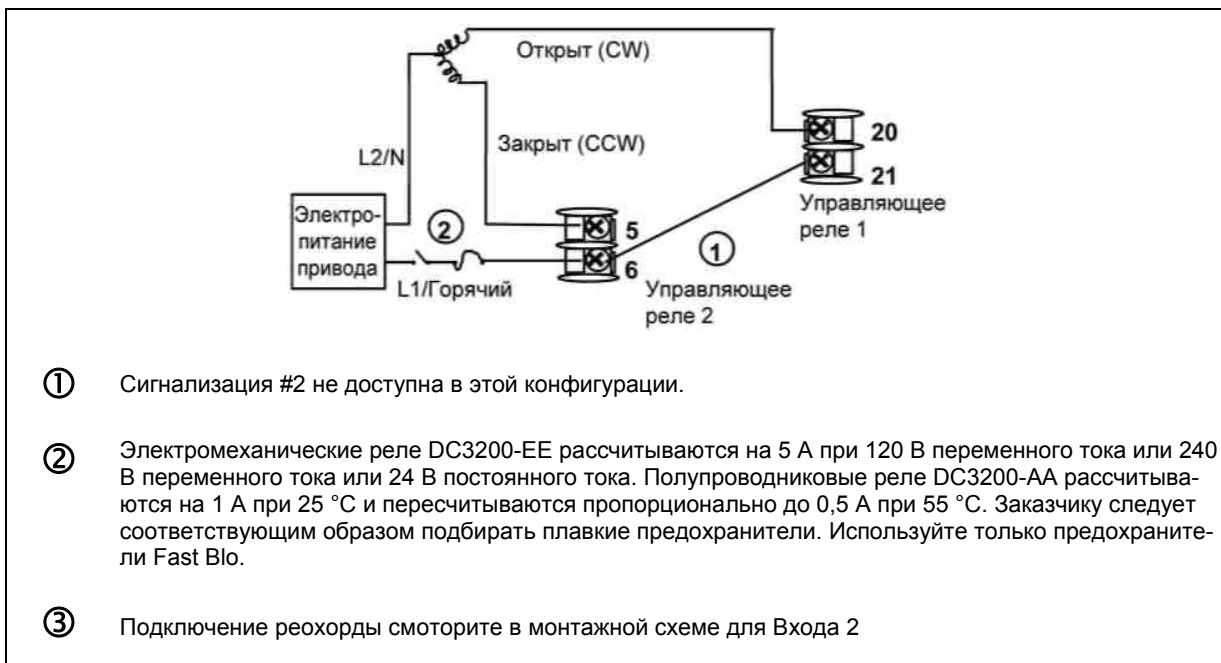 Открыт (CW)
20
Закрыт (CCW)
L2/N
21
Управляющее
реле 1
Электро-
питание
привода
②
5
①
6
L1/Горячий
Управляющее
реле 2
① Сигнализация #2 не доступна в этой конфигурации.
② Электромеханические реле DC3200-EE рассчитываются на 5 А при 120 В переменного тока или 240
В переменного тока или 24 В постоянного тока. Полупроводниковые реле DC3200-AA рассчитыва-
ются на 1 А при 25 °C и пересчитываются пропорционально до 0,5 А при 55 °C. Заказчику следует
соответствующим образом подбирать плавкие предохранители. Используйте только предохраните-
ли Fast Blo.
③ Подключение реохорды смоторите в монтажной схеме для Входа 2